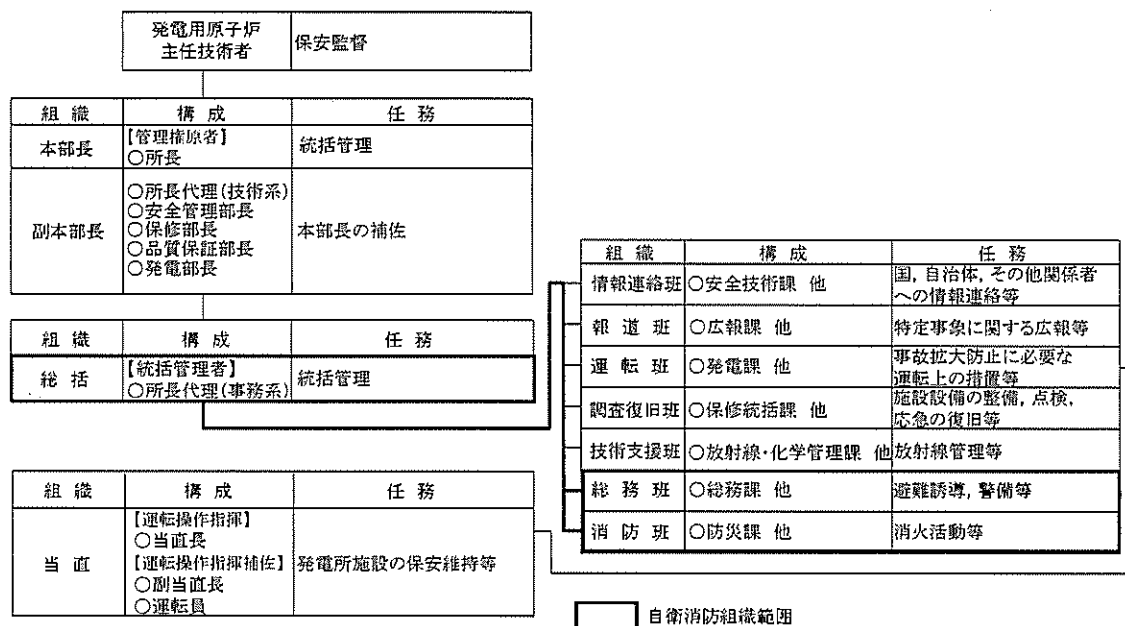 発電用原子炉
主任技術者
保安監督
組織 構成 任務
本部長
【管理権原者】
○所長
統括管理
副本部長
○所長代理(技術系)
○安全管理部長
○保修部長
○品質保証部長
○発電部長
本部長の補佐
組織 構成 任務
総括
【統括管理者】
○所長代理(事務系)
統括管理
組織 構成 任務
当直
【運転操作指揮】
○当直長
【運転操作指揮補佐】
○副当直長
○運転員
発電所施設の保安維持等
組織 構成 任務
情報連絡班 ○安全技術課 他
国，自治体，その他関係者
への情報連絡等
報道班 ○広報課 他 特定事象に関する広報等
運転班 ○発電課 他
事故拡大防止に必要な
運転上の措置等
調査復旧班 ○保修統括課 他
施設設備の整備，点検，
応急の復旧等
技術支援班 ○放射線・化学管理課 他 放射線管理等
総務班 ○総務課 他 避難誘導，警備等
消防班 ○防災課 他 消火活動等
自衛消防組織範囲